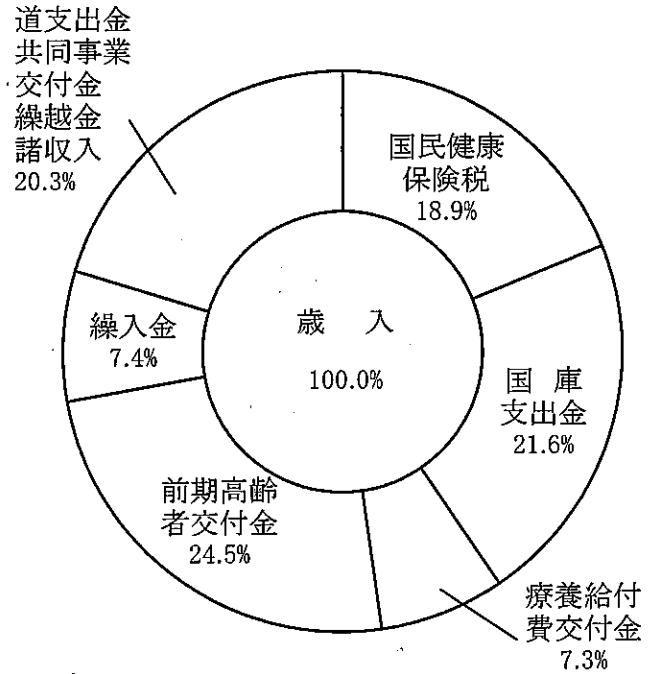 道支出金
共同事業
交付金
繰越金
諸収入
20.3%
国民健康
保険税
18.9%
繰入金
7.4%
歳　入
100.0%
国　庫
支出金
21.6%
前期高齢
者交付金
24.5%
療養給付
費交付金
7.3%